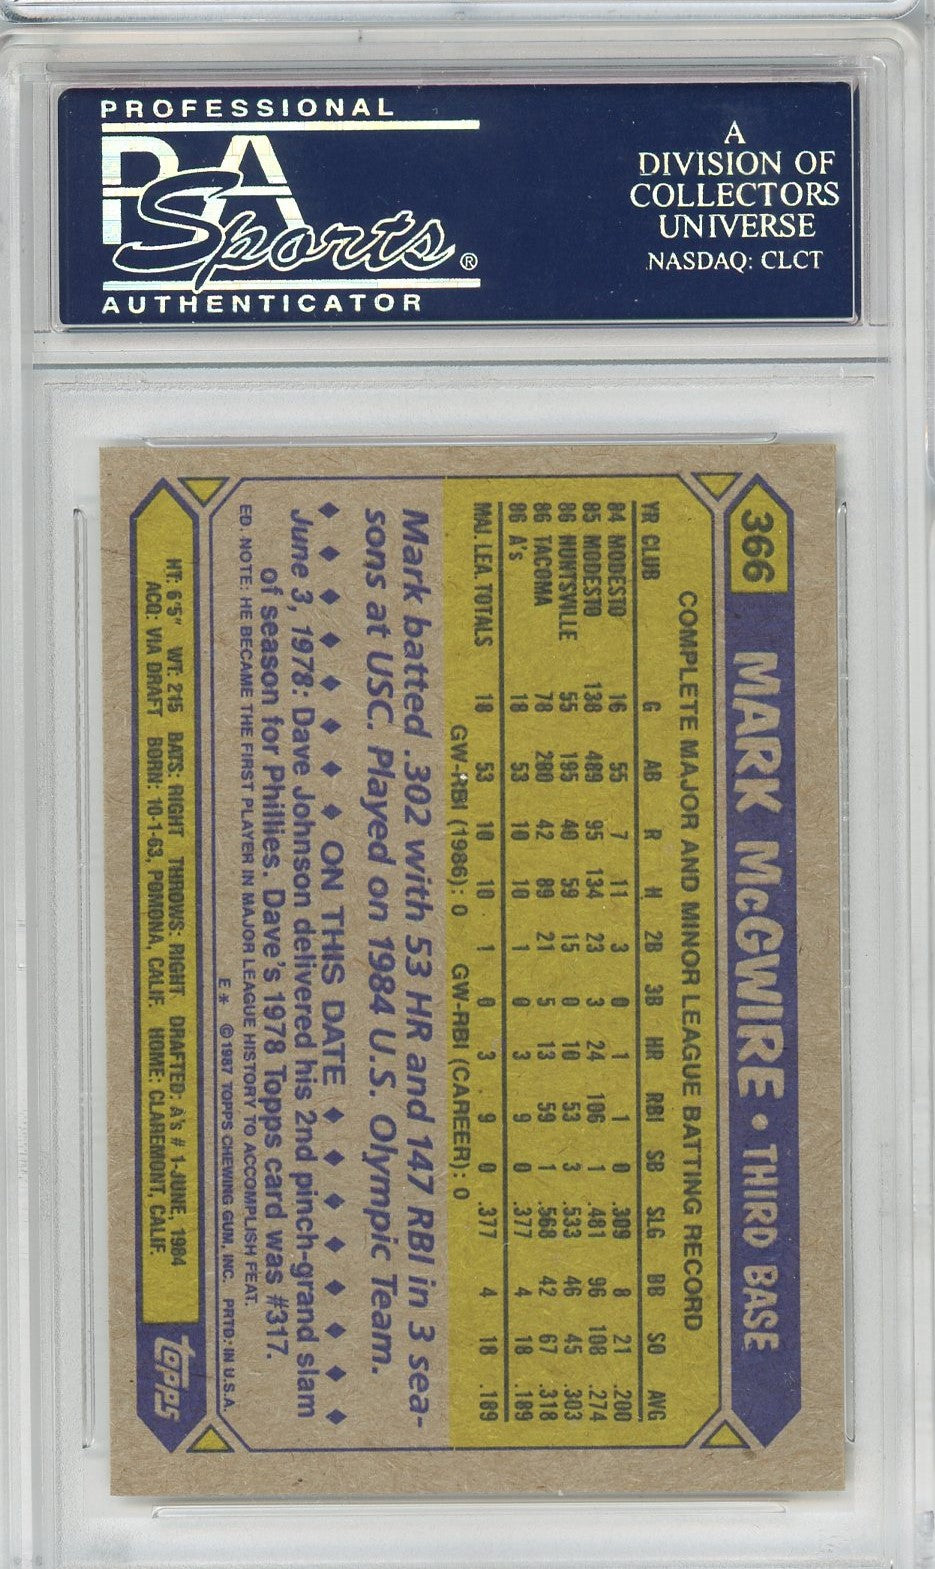 PROFESSIONAL
PSA
Sports®
AUTHENTICATOR
A
DIVISION OF
COLLECTORS
UNIVERSE
NASDAQ: CLCT
366 MARK McGWIRE • THIRD BASE
COMPLETE MAJOR AND MINOR LEAGUE BATTING RECORD
YR CLUB G AB R H 2B 3B HR RBI SB SLG BB SO AVG
84 MODESTO 16 55 7 11 3 0 1 1 0 .309 8 21 .200
85 MODESTO 138 489 95 134 23 3 24 106 1 .481 96 108 .274
86 HUNTSVILLE 55 195 40 59 15 0 10 53 3 .533 46 45 .303
86 TACOMA 78 280 42 89 21 5 13 59 1 .568 42 67 .318
86 A's 18 53 10 10 1 0 3 9 0 .377 4 18 .189
MAJ. LEA. TOTALS 18 53 10 10 1 0 3 9 0 .377 4 18 .189
GW-RBI (1986): 0 GW-RBI (CAREER): 0
Mark batted .302 with 53 HR and 147 RBI in 3 sea-
sons at USC. Played on 1984 U.S. Olympic Team.
♦ ♦ ♦ ♦ ♦ ♦ ♦ ♦ ON THIS DATE ♦ ♦ ♦ ♦ ♦ ♦ ♦ ♦
June 3, 1978: Dave Johnson delivered his 2nd pinch-grand slam
of season for Phillies. Dave's 1978 Topps card was #317.
ED. NOTE: HE BECAME THE FIRST PLAYER IN MAJOR LEAGUE HISTORY TO ACCOMPLISH FEAT.
E* ©1987 TOPPS CHEWING GUM, INC. PRTD. IN U.S.A.
HT: 6'5" WT: 215 BATS: RIGHT THROWS: RIGHT DRAFTED: A's #1-JUNE, 1984
ACQ: VIA DRAFT BORN: 10-1-63, POMONA, CALIF. HOME: CLAREMONT, CALIF.
topps